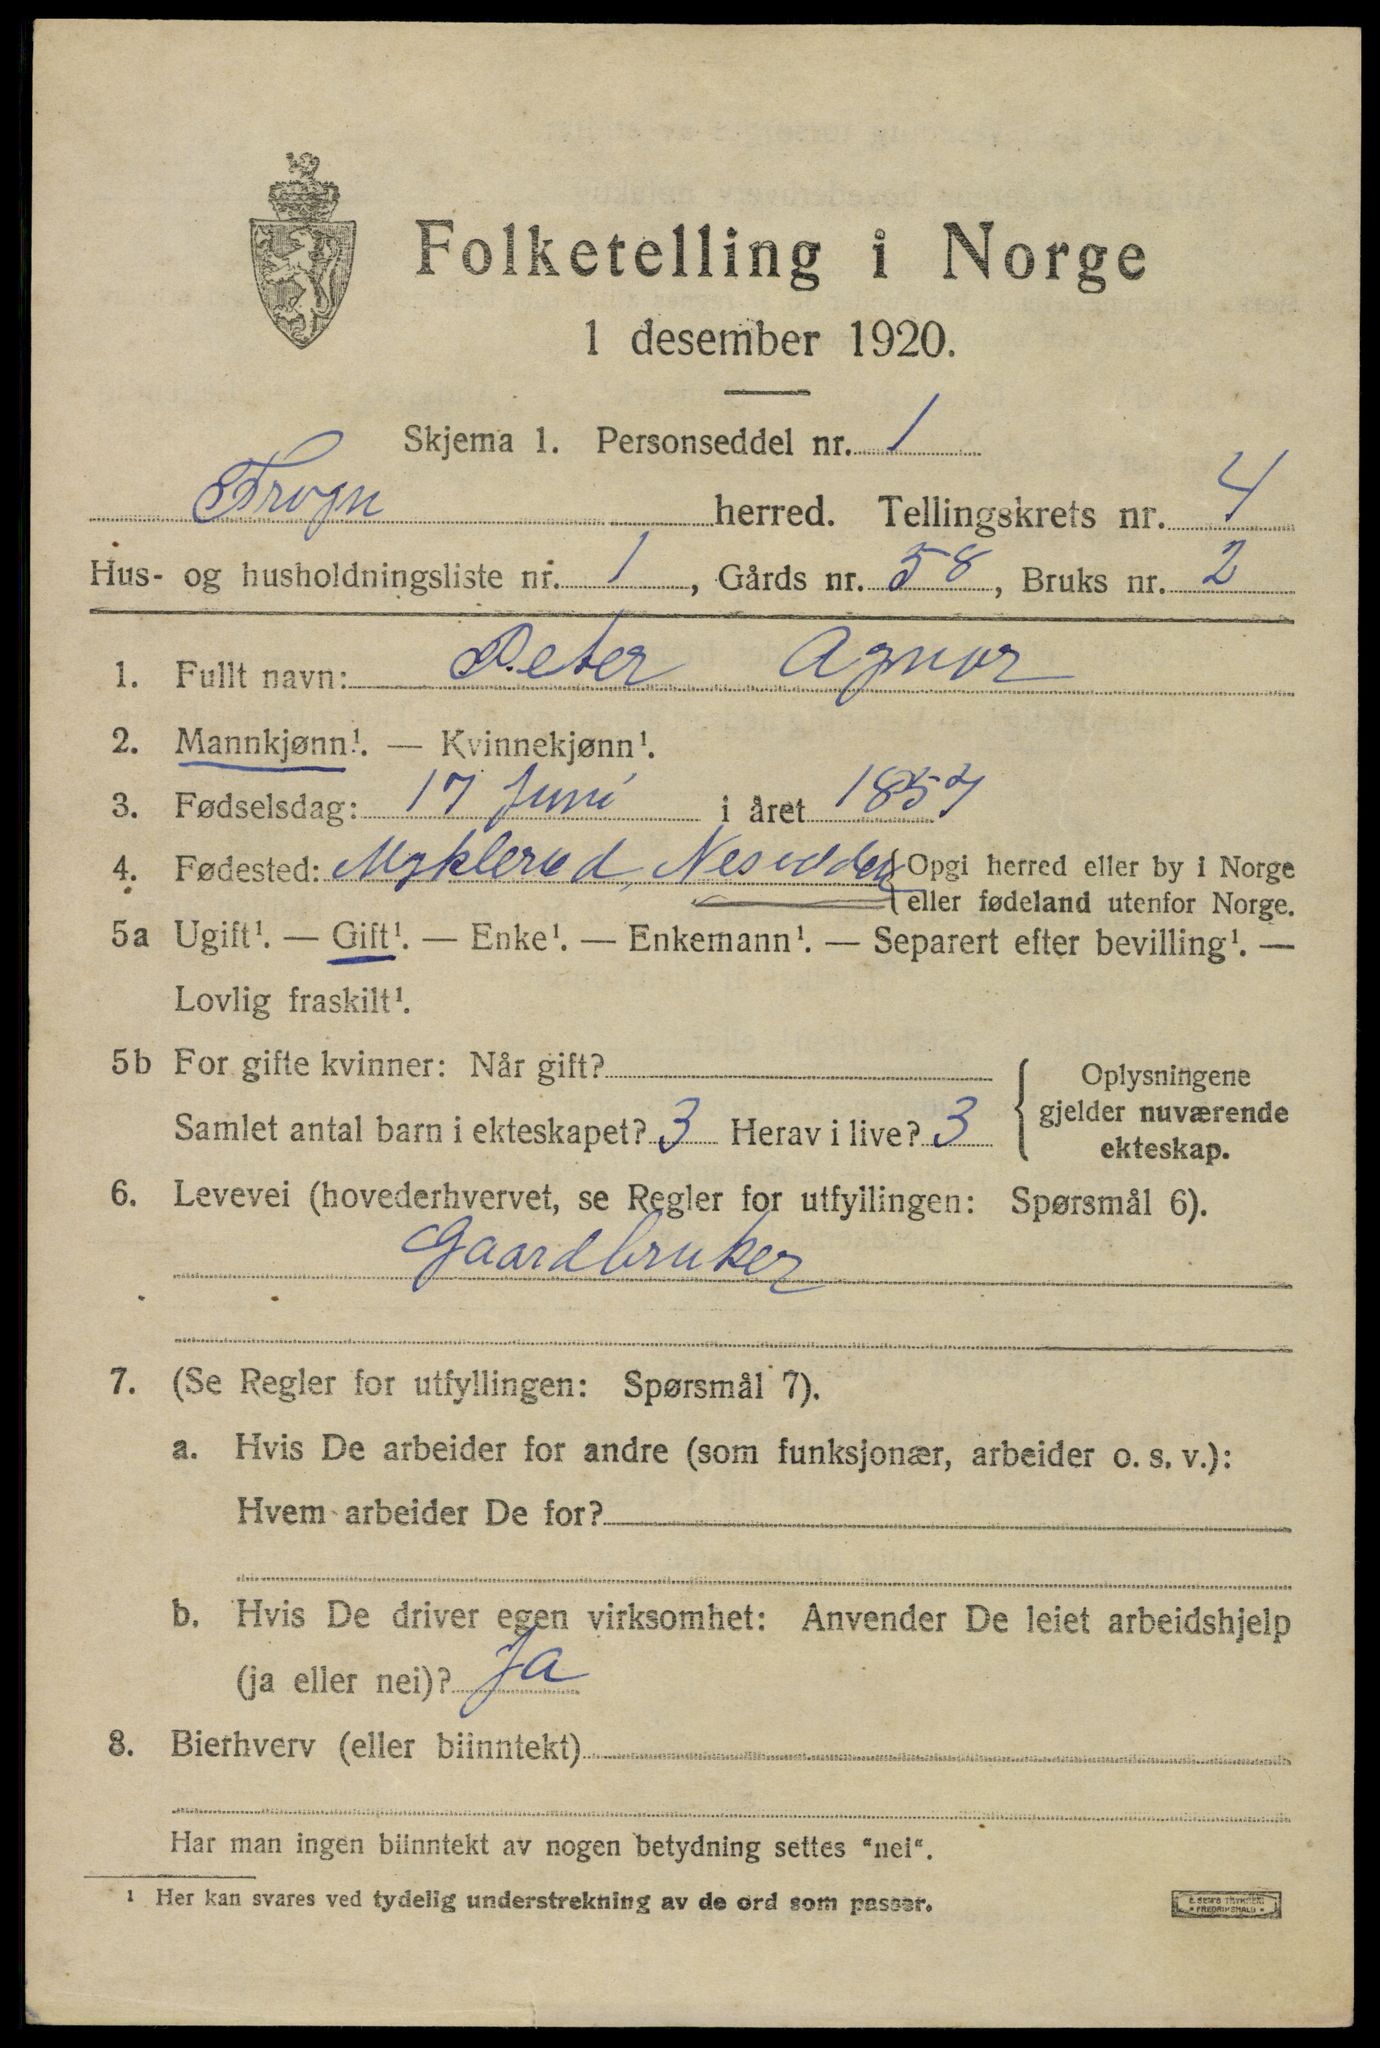 Folketelling i Norge
1 desember 1920.
Skjema 1. Personseddel nr. 1
Frogn herred. Tellingskrets nr. 4
Hus- og husholdningsliste nr. 1, Gårds nr. 58, Bruks nr. 2
1. Fullt navn: Peter Agnor
2. Mannkjønn¹. — Kvinnekjønn¹.
3. Fødselsdag: 17 Juni i året 1857
4. Fødested: Myklerud, Nesodden { Opgi herred eller by i Norge
eller fødeland utenfor Norge.
5a Ugift¹. — Gift¹. — Enke¹. — Enkemann¹. — Separert efter bevilling¹. —
Lovlig fraskilt¹.
5b For gifte kvinner: Når gift?
Samlet antal barn i ekteskapet? 3 Herav i live? 3
{ Oplysningene
gjelder nuværende
ekteskap.
6. Levevei (hovederhvervet, se Regler for utfyllingen: Spørsmål 6).
Gaardbruker
7. (Se Regler for utfyllingen: Spørsmål 7).
a. Hvis De arbeider for andre (som funksjonær, arbeider o. s. v.):
Hvem arbeider De for?
b. Hvis De driver egen virksomhet: Anvender De leiet arbeidshjelp
(ja eller nei)? Ja
8. Bierhverv (eller biinntekt)
Har man ingen biinntekt av nogen betydning settes "nei".
¹ Her kan svares ved tydelig understrekning av de ord som passer.
FREDRIKSHALD